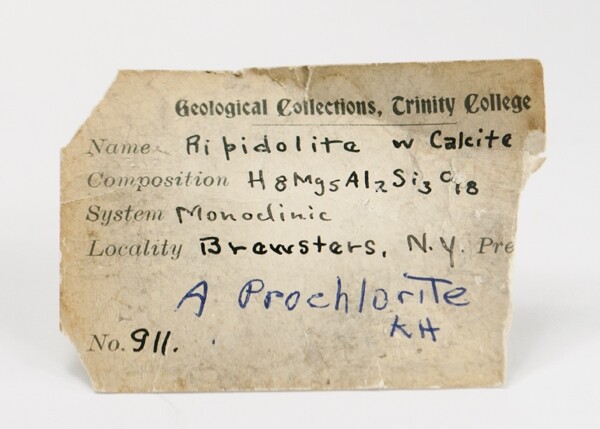 Geological Collections, Trinity College
Name Ripidolite w Calcite
Composition H8Mg5Al2Si3O18
System Monoclinic
Locality Brewsters, N.Y. Pre
A Prochlorite
KH
No. 911.